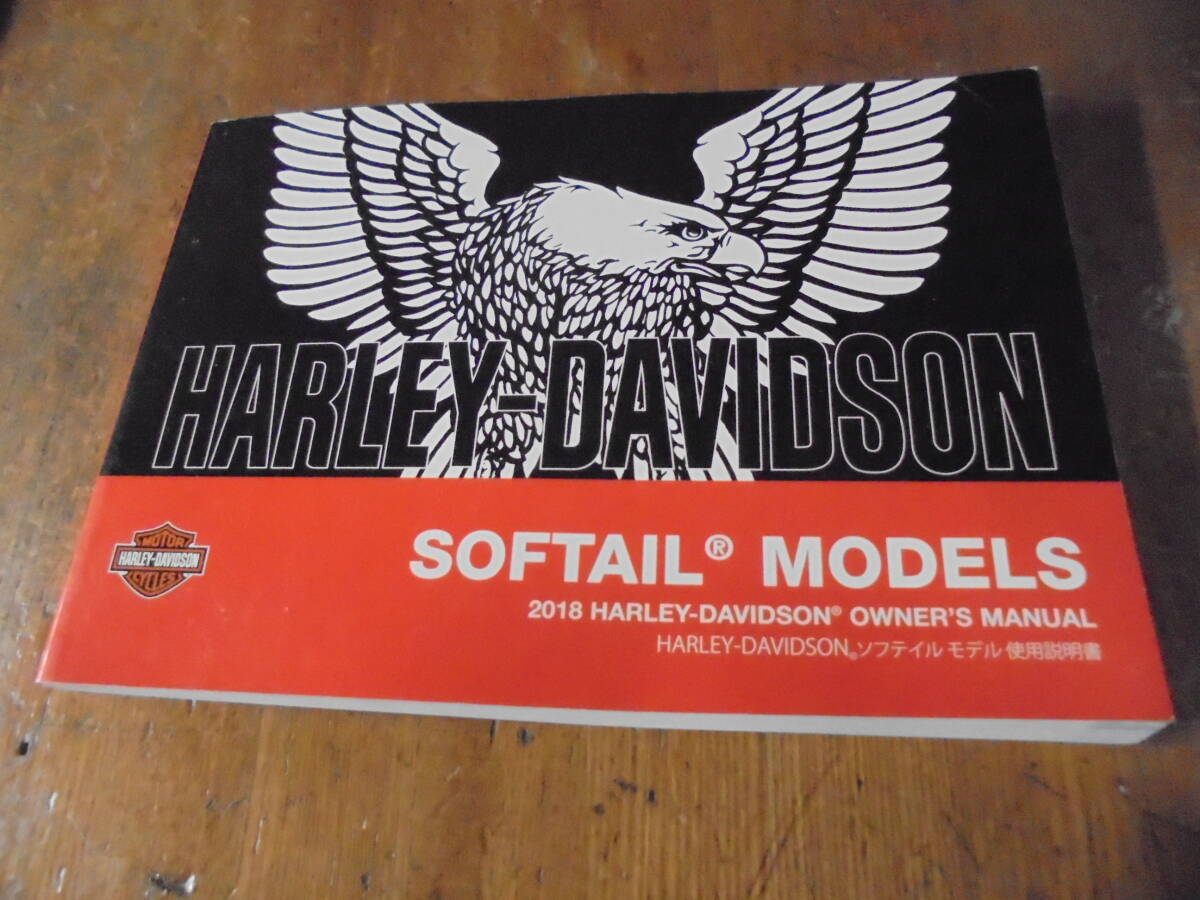 HARLEY-DAVIDSON
MOTOR
HARLEY-DAVIDSON
CYCLES
SOFTAIL® MODELS
2018 HARLEY-DAVIDSON® OWNER'S MANUAL
HARLEY-DAVIDSON®ソフテイル モデル 使用説明書